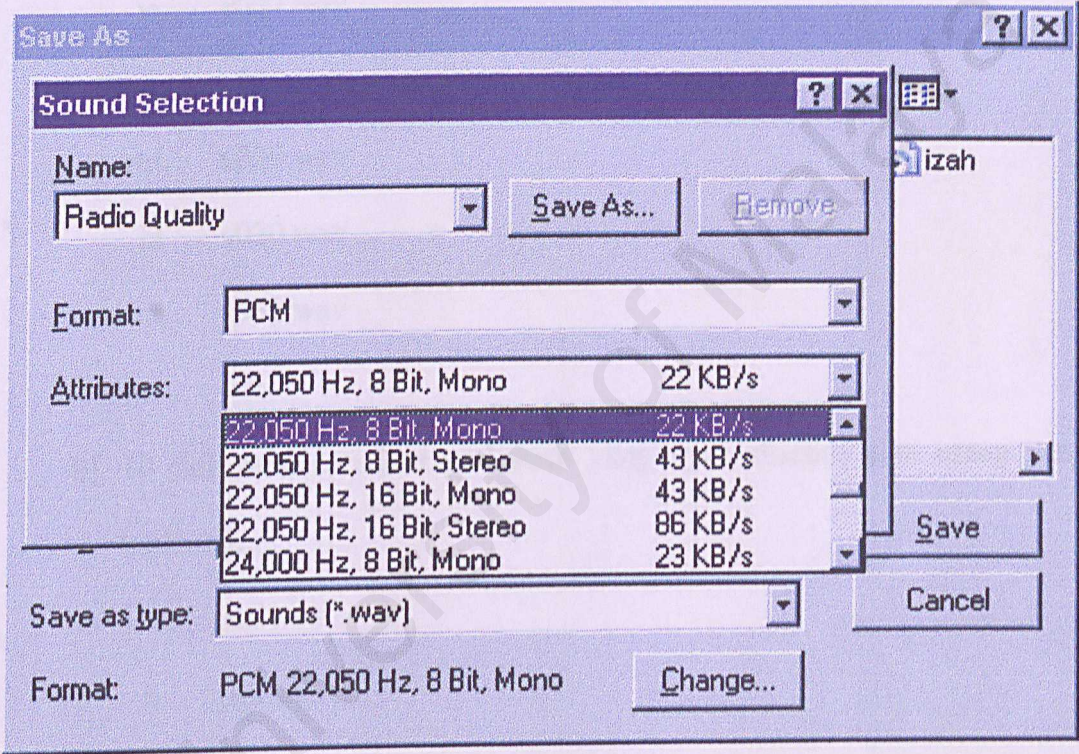 Save As
Sound Selection
izah
Name:
Radio Quality
Save As...
Remove
Format:
PCM
Attributes:
22,050 Hz, 8 Bit, Mono 22 KB/s
22,050 Hz, 8 Bit, Mono 22 KB/s
22,050 Hz, 8 Bit, Stereo 43 KB/s
22,050 Hz, 16 Bit, Mono 43 KB/s
22,050 Hz, 16 Bit, Stereo 86 KB/s
24,000 Hz, 8 Bit, Mono 23 KB/s
Save
Save as type:
Sounds (*.wav)
Cancel
Format:
PCM 22,050 Hz, 8 Bit, Mono
Change...
University of Malaya